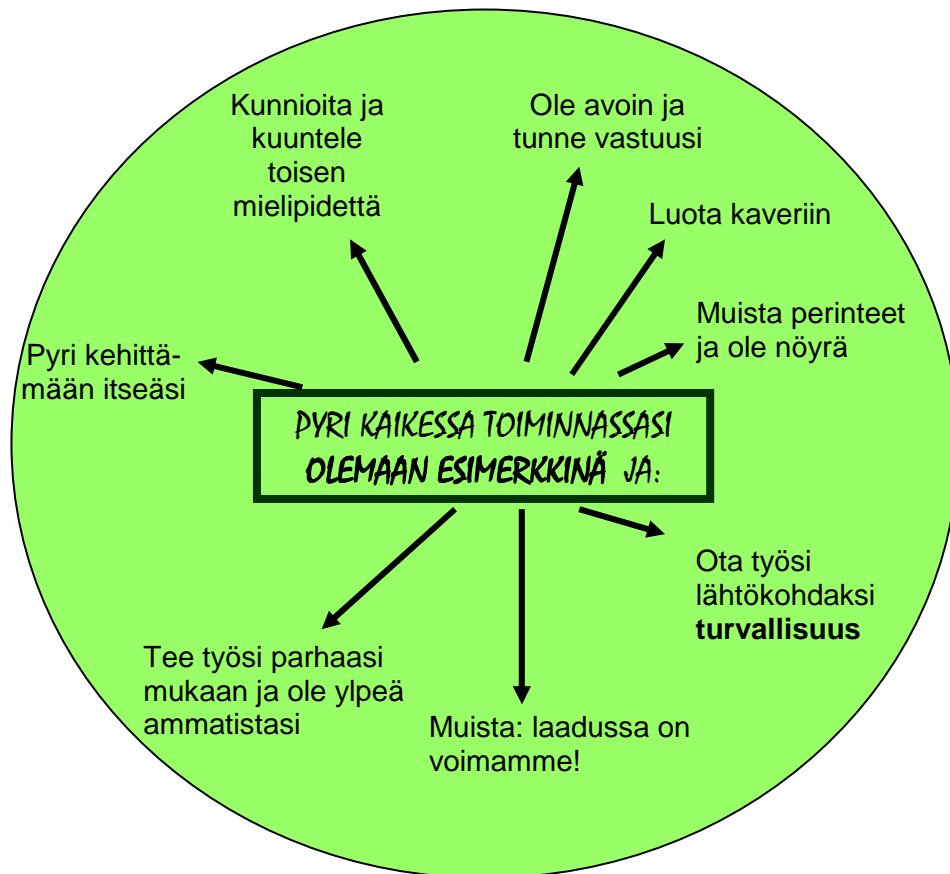 Kunnioita ja
kuuntele
toisen
mielipidettä
Ole avoin ja
tunne vastuusi
Luota kaveriin
Muista perinteet
ja ole nöyrä
Pyri kehittä-
mään itseäsi
PYRI KAIKESSA TOIMINNASSASI
OLEMAAN ESIMERKKINÄ JA:
Ota työsi
lähtökohdaksi
turvallisuus
Tee työsi parhaasi
mukaan ja ole ylpeä
ammatistasi
Muista: laadussa on
voimamme!